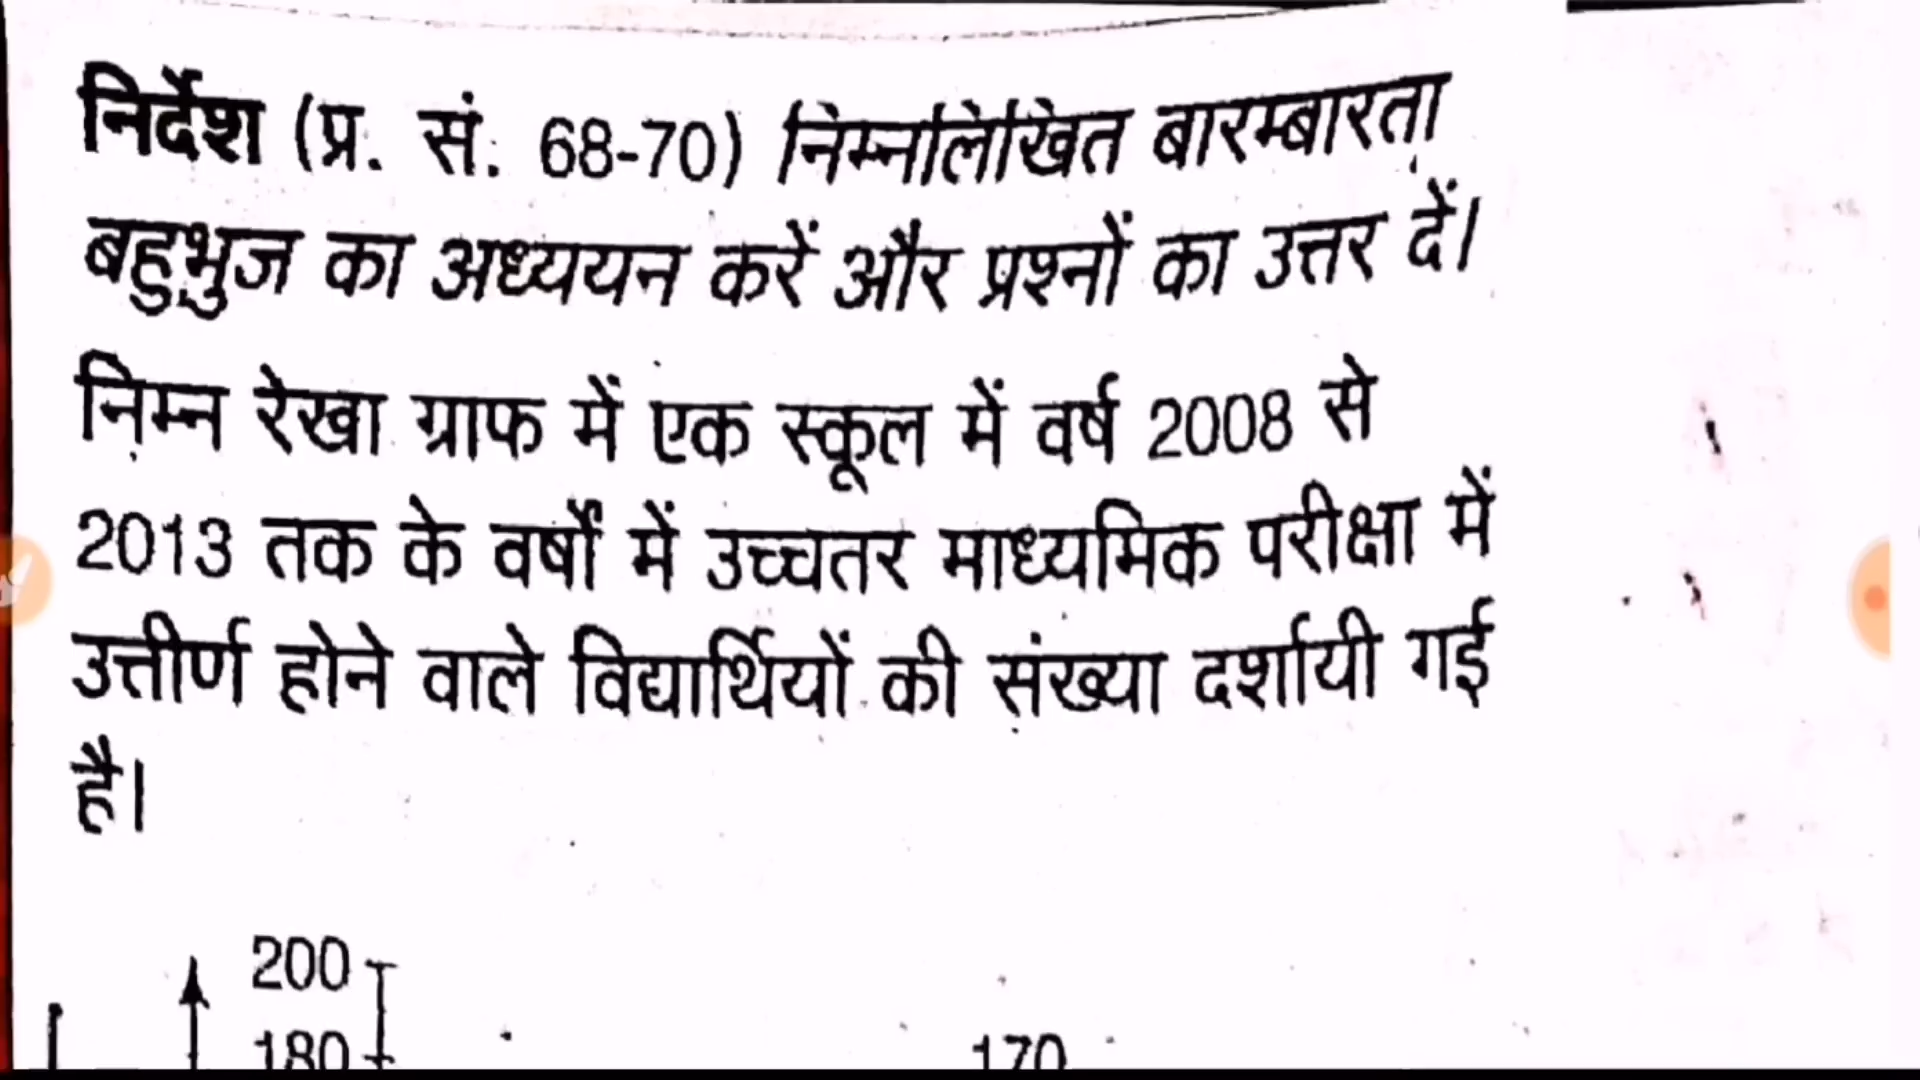 निर्देश (प्र. सं. 68-70) निम्नलिखित बारम्बारता
बहुभुज का अध्ययन करें और प्रश्नों का उत्तर दें।
निम्न रेखा ग्राफ में एक स्कूल में वर्ष 2008 से
2013 तक के वर्षों में उच्चतर माध्यमिक परीक्षा में
उत्तीर्ण होने वाले विद्यार्थियों की संख्या दर्शायी गई
है।
200
180
170